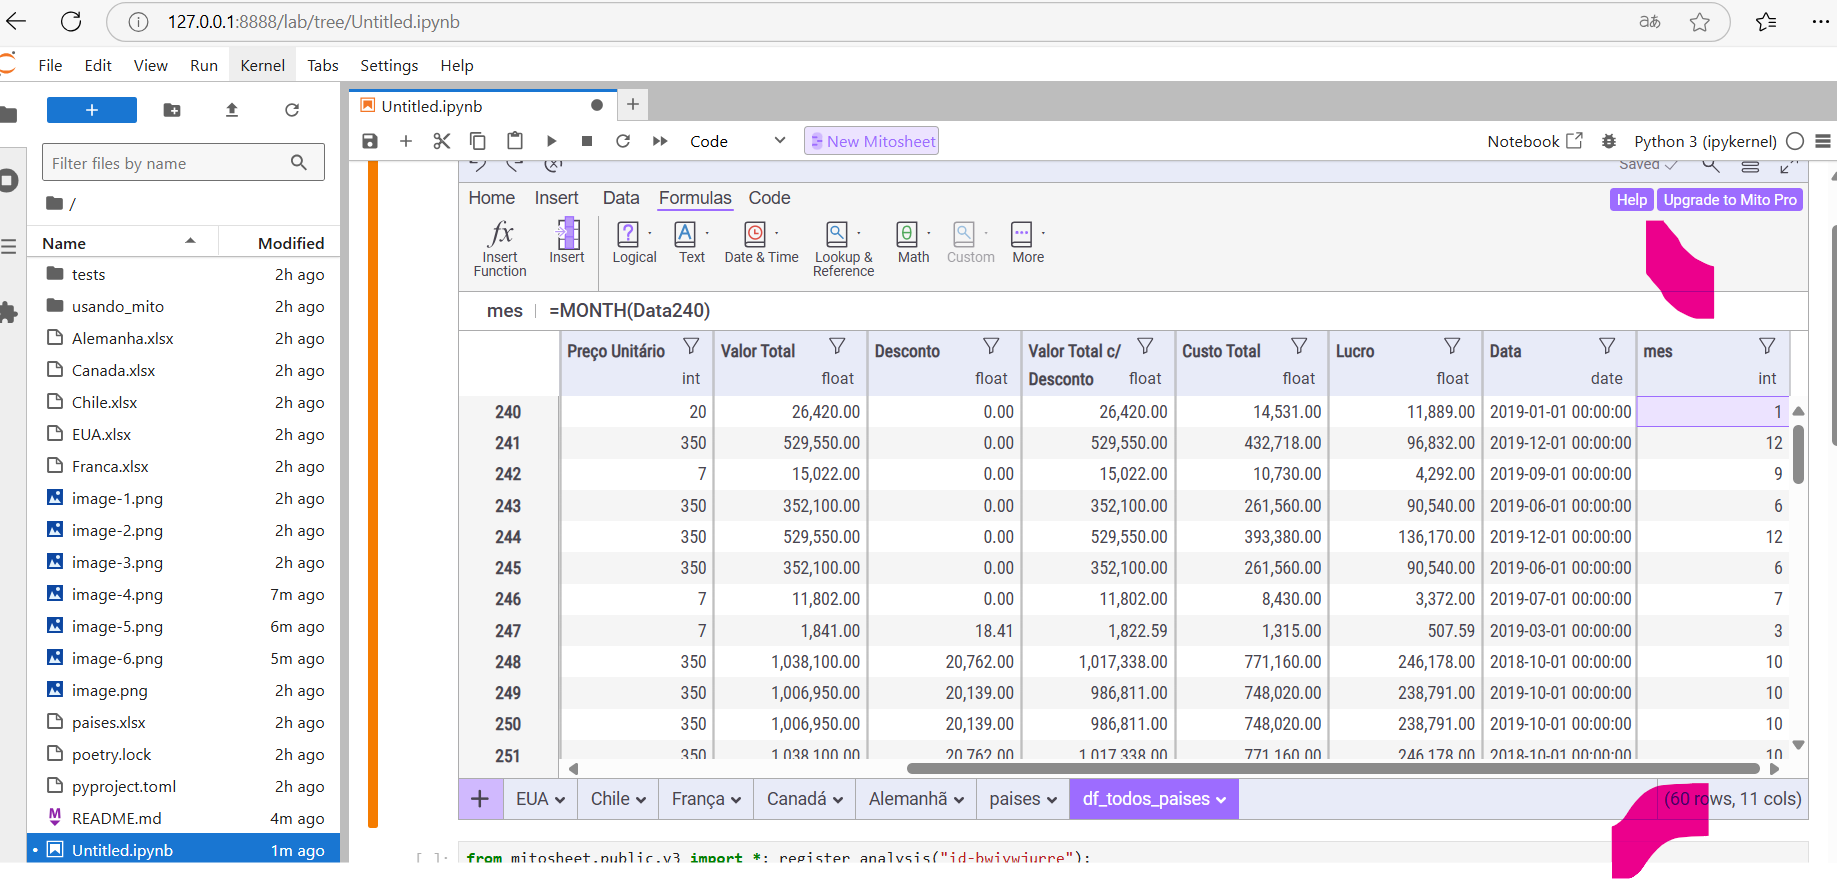 127.0.0.1:8888/lab/tree/Untitled.ipynb
aあ
File Edit View Run Kernel Tabs Settings Help
Untitled.ipynb
Code
New Mitosheet
Notebook
Python 3 (ipykernel)
Filter files by name
/
Name Modified
tests 2h ago
usando_mito 2h ago
Alemanha.xlsx 2h ago
Canada.xlsx 2h ago
Chile.xlsx 2h ago
EUA.xlsx 2h ago
Franca.xlsx 2h ago
image-1.png 2h ago
image-2.png 2h ago
image-3.png 2h ago
image-4.png 7m ago
image-5.png 6m ago
image-6.png 5m ago
image.png 2h ago
paises.xlsx 2h ago
poetry.lock 2h ago
pyproject.toml 2h ago
README.md 4m ago
Untitled.ipynb 1m ago
Saved
Home Insert Data Formulas Code
Help Upgrade to Mito Pro
Insert Function Insert Logical Text Date & Time Lookup & Reference Math Custom More
mes =MONTH(Data240)
Preço Unitário int Valor Total float Desconto float Valor Total c/ Desconto float Custo Total float Lucro float Data date mes int
240 20 26,420.00 0.00 26,420.00 14,531.00 11,889.00 2019-01-01 00:00:00 1
241 350 529,550.00 0.00 529,550.00 432,718.00 96,832.00 2019-12-01 00:00:00 12
242 7 15,022.00 0.00 15,022.00 10,730.00 4,292.00 2019-09-01 00:00:00 9
243 350 352,100.00 0.00 352,100.00 261,560.00 90,540.00 2019-06-01 00:00:00 6
244 350 529,550.00 0.00 529,550.00 393,380.00 136,170.00 2019-12-01 00:00:00 12
245 350 352,100.00 0.00 352,100.00 261,560.00 90,540.00 2019-06-01 00:00:00 6
246 7 11,802.00 0.00 11,802.00 8,430.00 3,372.00 2019-07-01 00:00:00 7
247 7 1,841.00 18.41 1,822.59 1,315.00 507.59 2019-03-01 00:00:00 3
248 350 1,038,100.00 20,762.00 1,017,338.00 771,160.00 246,178.00 2018-10-01 00:00:00 10
249 350 1,006,950.00 20,139.00 986,811.00 748,020.00 238,791.00 2019-10-01 00:00:00 10
250 350 1,006,950.00 20,139.00 986,811.00 748,020.00 238,791.00 2019-10-01 00:00:00 10
251 350 1,038,100.00 20,762.00 1,017,338.00 771,160.00 246,178.00 2018-10-01 00:00:00 10
+ EUA Chile França Canadá Alemanhã paises df_todos_paises (60 rows, 11 cols)
[ ]: from mitosheet.public.v3 import *; register_analysis("id-bwjywjurre");